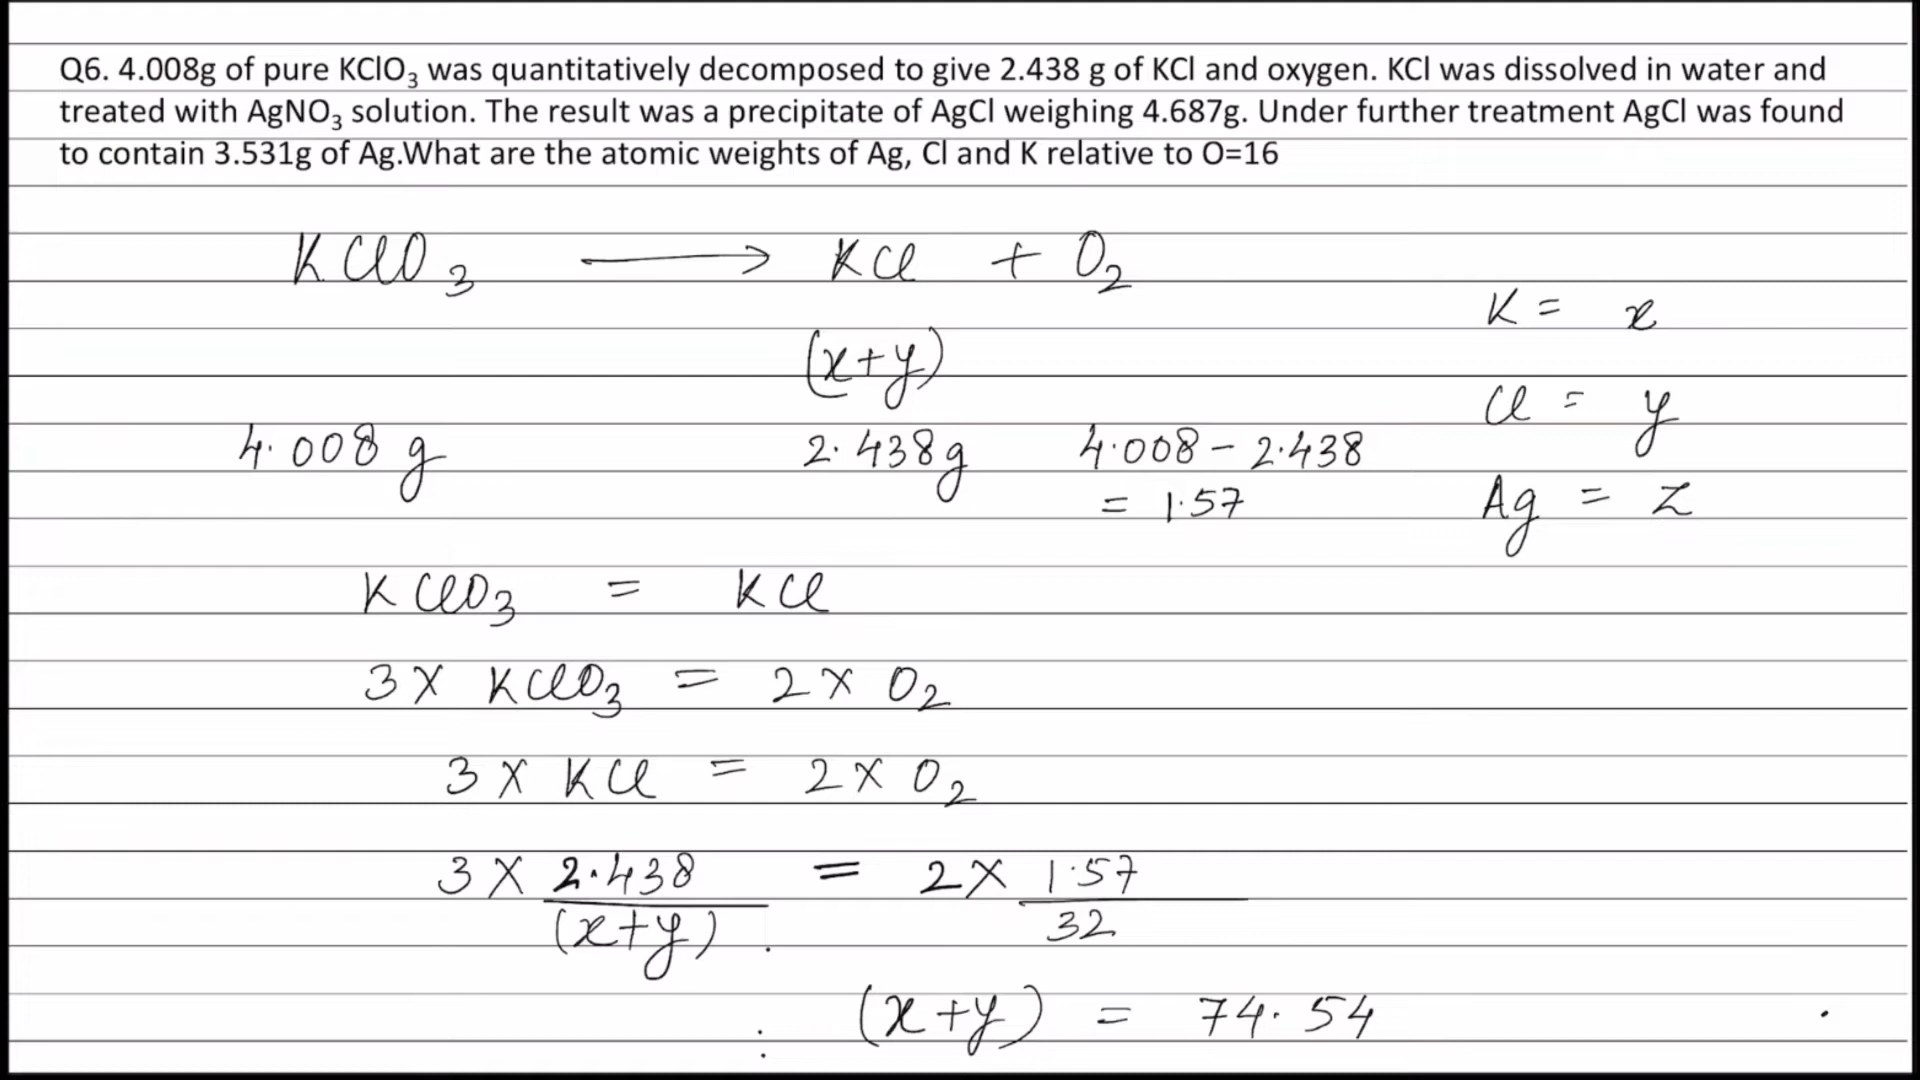 Q6. 4.008g of pure KClO₃ was quantitatively decomposed to give 2.438 g of KCl and oxygen. KCl was dissolved in water and
treated with AgNO₃ solution. The result was a precipitate of AgCl weighing 4.687g. Under further treatment AgCl was found
to contain 3.531g of Ag.What are the atomic weights of Ag, Cl and K relative to O=16
KClO₃ ⟶ KCl + O₂
K = x
(x+y)
Cl = y
4.008 g 2.438g 4.008 - 2.438
= 1.57
Ag = z
KClO₃ = KCl
3 X KClO₃ = 2 X O₂
3 X KCl = 2 X O₂
3 X 2.438/(x+y) = 2 X 1.57/32
(x+y) = 74.54